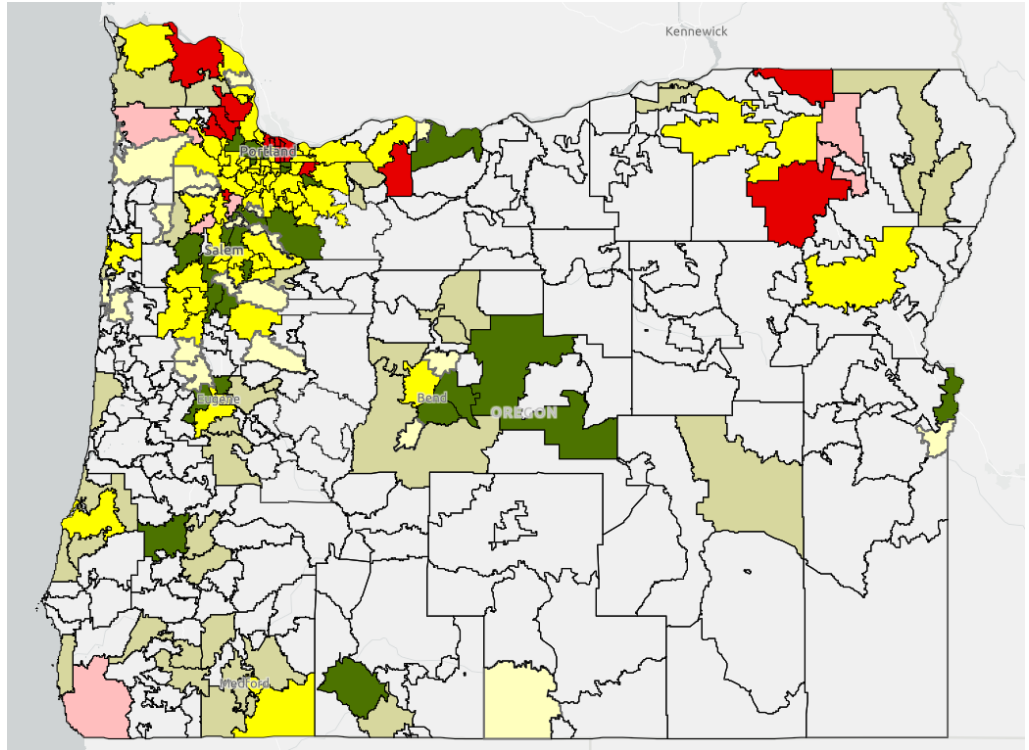 Kennewick
Portland
Salem
Eugene
Bend
OREGON
Medford